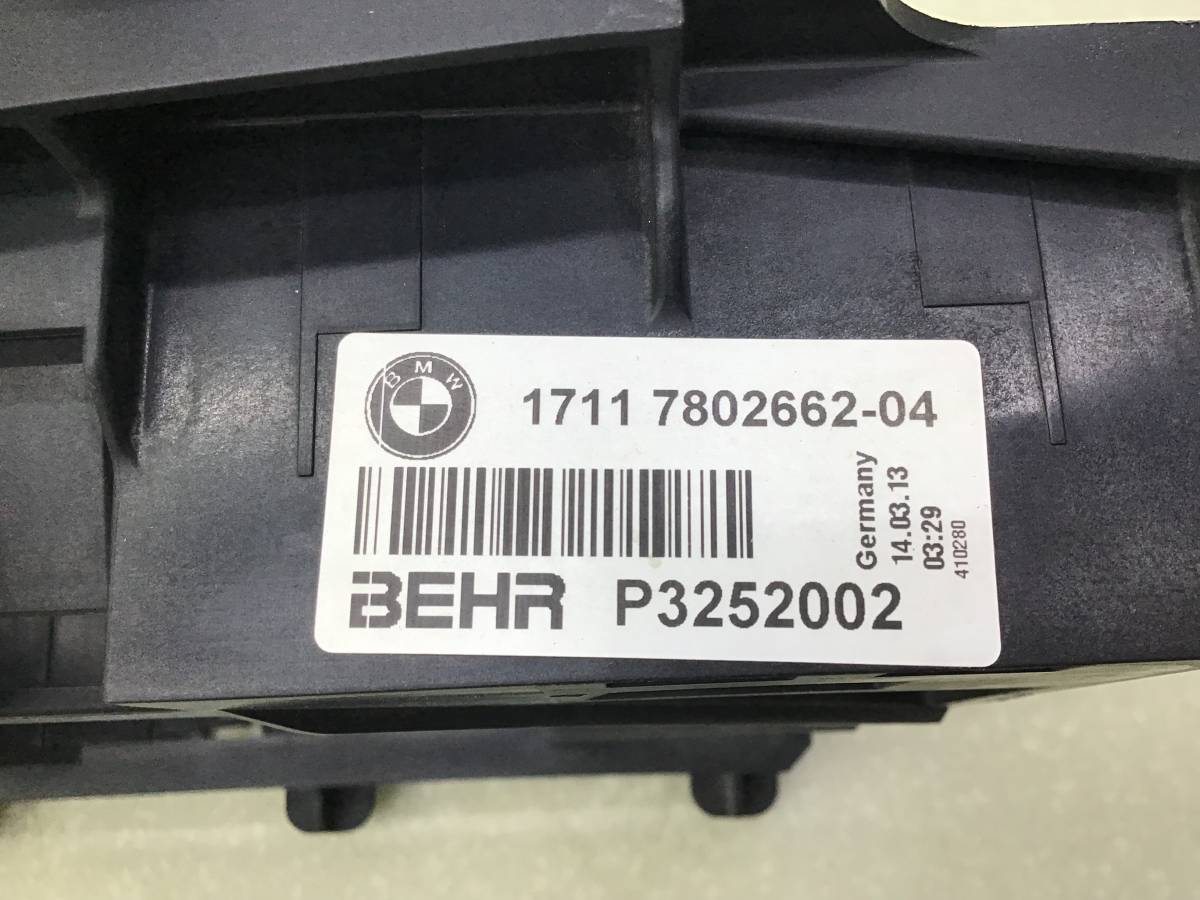 BMW
1711 7802662-04
BEHR P3252002
Germany
14.03.13
03:29
410280